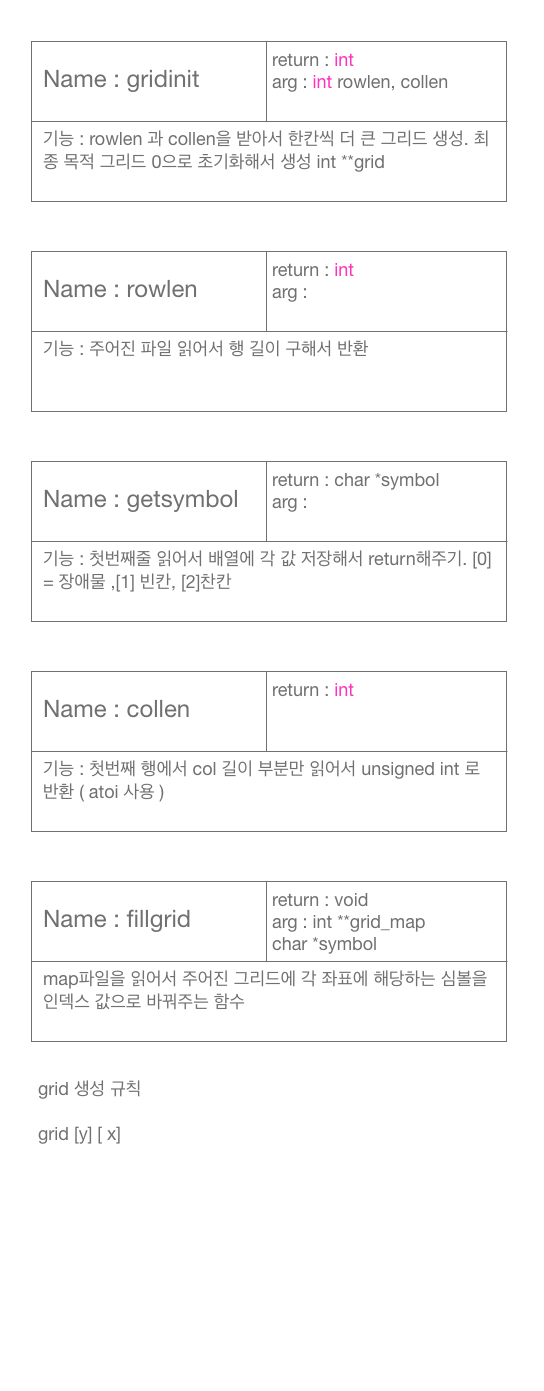 Name : gridinit
return : int
arg : int rowlen, collen
기능 : rowlen 과 collen을 받아서 한칸씩 더 큰 그리드 생성. 최
종 목적 그리드 0으로 초기화해서 생성 int **grid
Name : rowlen
return : int
arg :
기능 : 주어진 파일 읽어서 행 길이 구해서 반환
Name : getsymbol
return : char *symbol
arg :
기능 : 첫번째줄 읽어서 배열에 각 값 저장해서 return해주기. [0]
= 장애물 ,[1] 빈칸, [2]찬칸
Name : collen
return : int
기능 : 첫번째 행에서 col 길이 부분만 읽어서 unsigned int 로
반환 ( atoi 사용 )
Name : fillgrid
return : void
arg : int **grid_map
char *symbol
map파일을 읽어서 주어진 그리드에 각 좌표에 해당하는 심볼을
인덱스 값으로 바꿔주는 함수
grid 생성 규칙
grid [y] [ x]